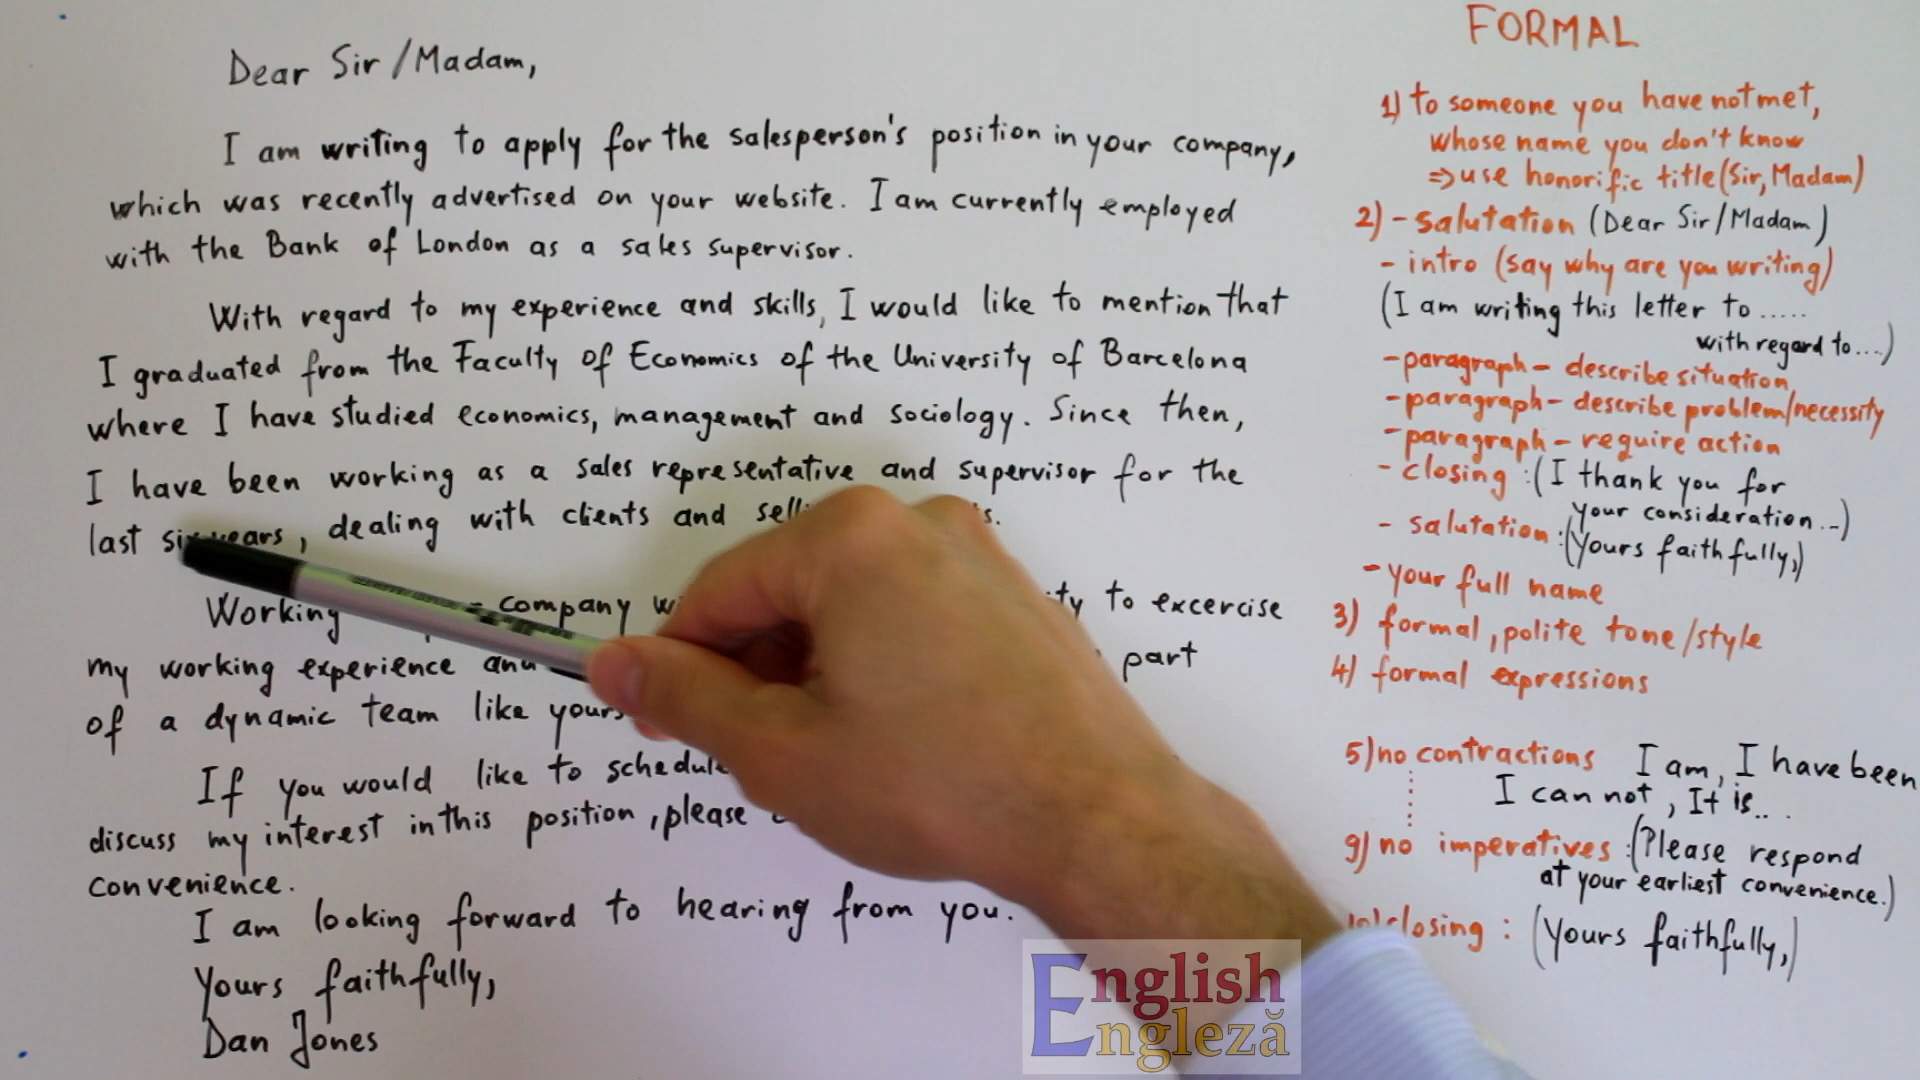 Dear Sir/Madam,
I am writing to apply for the salesperson's position in your company,
which was recently advertised on your website. I am currently employed
with the Bank of London as a sales supervisor.
With regard to my experience and skills, I would like to mention that
I graduated from the Faculty of Economics of the University of Barcelona
where I have studied economics, management and sociology. Since then,
I have been working as a sales representative and supervisor for the
last six years, dealing with clients and
Working company to excercise
my working experience and part
of a dynamic team like yours
If you would like to schedule
discuss my interest in this position, please
convenience.
I am looking forward to hearing from you.
Yours faithfully,
Dan Jones
FORMAL
1) to someone you have not met,
whose name you don't know
⇒ use honorific title (Sir, Madam)
2) - salutation (Dear Sir/Madam)
- intro (say why are you writing)
(I am writing this letter to .....
with regard to ....)
- paragraph - describe situation
- paragraph - describe problem/necessity
- paragraph - require action
- closing : (I thank you for
your consideration...)
- salutation : (Yours faithfully,)
- your full name
3) formal, polite tone/style
4) formal expressions
5) no contractions I am, I have been
I can not, It is...
9) no imperatives : (Please respond
at your earliest convenience.)
closing : (Yours faithfully,)
English
Engleză